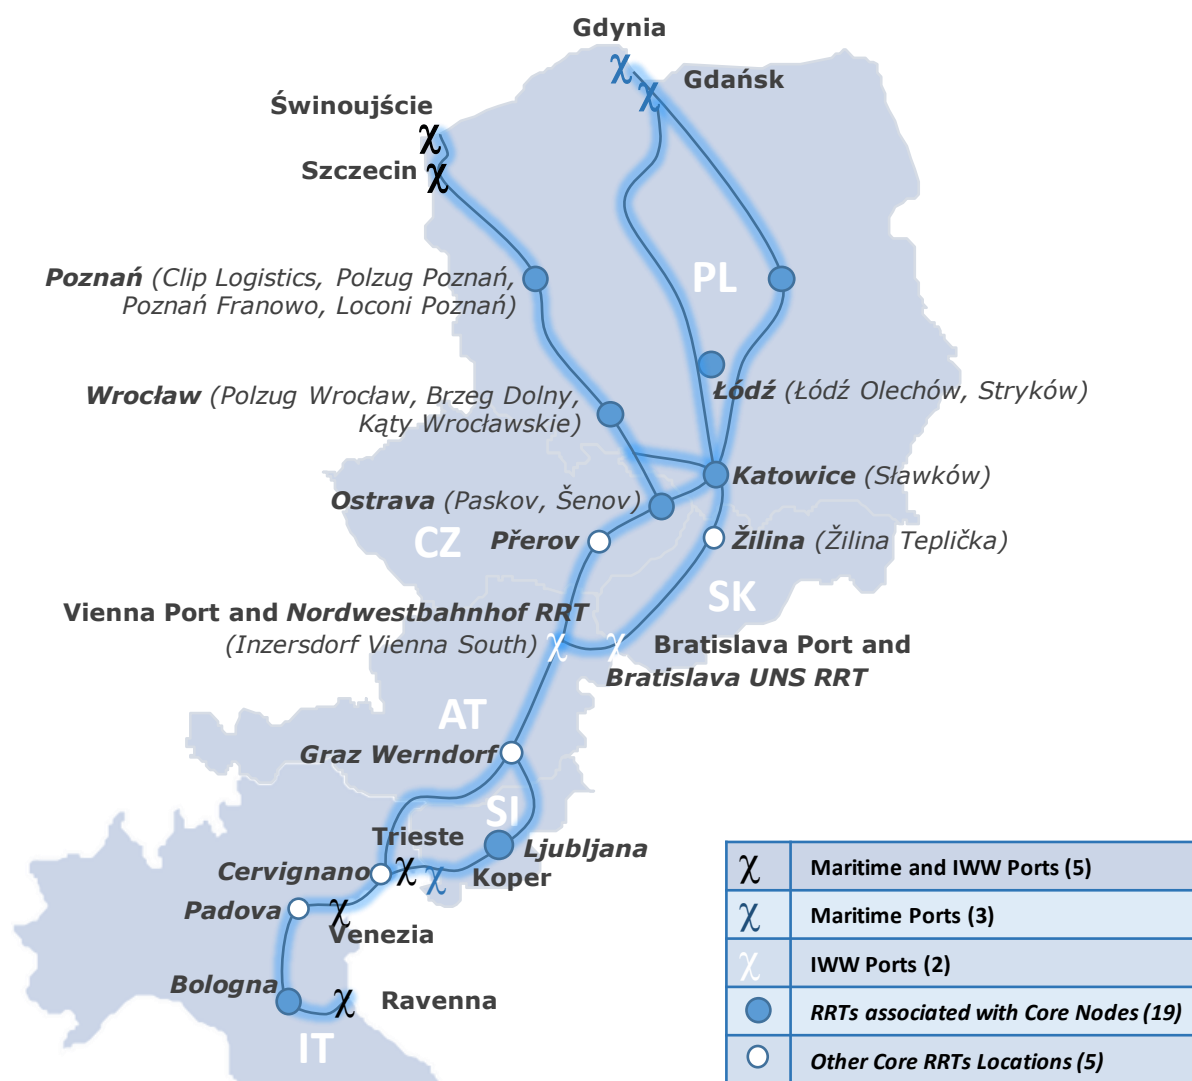 Gdynia
Gdańsk
Świnoujście
Szczecin
Poznań (Clip Logistics, Polzug Poznań,
Poznań Franowo, Loconi Poznań)
PL
Wrocław (Polzug Wrocław, Brzeg Dolny,
Kąty Wrocławskie)
Łódź (Łódź Olechów, Stryków)
Katowice (Sławków)
Ostrava (Paskov, Šenov)
CZ
Přerov
Žilina (Žilina Teplička)
SK
Vienna Port and Nordwestbahnhof RRT
(Inzersdorf Vienna South)
Bratislava Port and
Bratislava UNS RRT
AT
Graz Werndorf
SI
Trieste
Ljubljana
Cervignano
Koper
Padova
Venezia
Bologna
Ravenna
IT
Maritime and IWW Ports (5)
Maritime Ports (3)
IWW Ports (2)
RRTs associated with Core Nodes (19)
Other Core RRTs Locations (5)